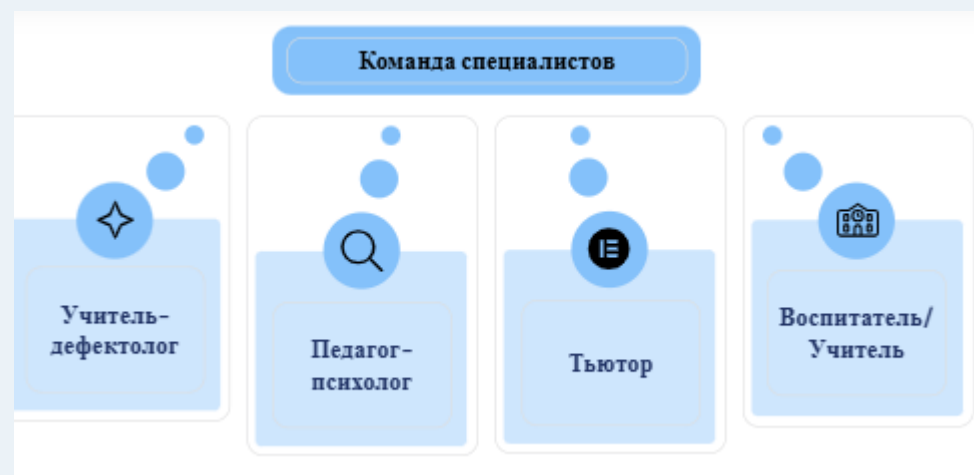 Команда специалистов
Учитель-
дефектолог
Педагог-
психолог
Тьютор
Воспитатель/
Учитель